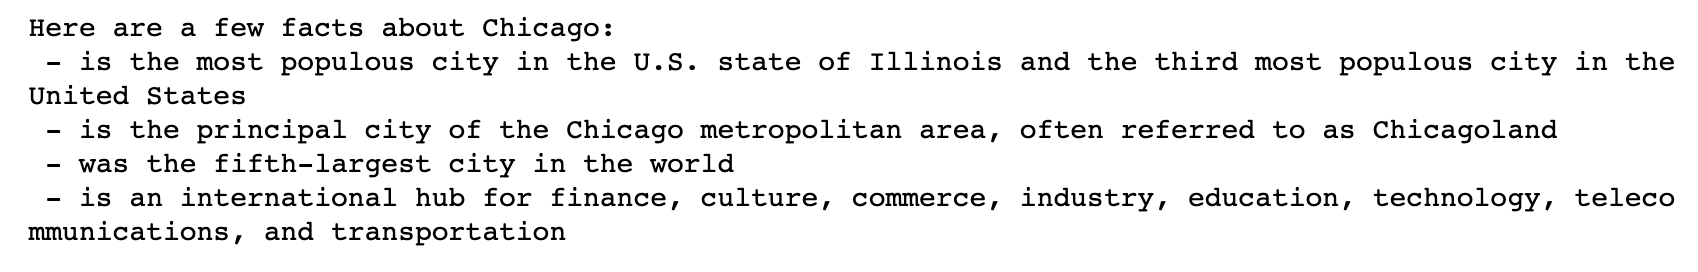 Here are a few facts about Chicago:
 - is the most populous city in the U.S. state of Illinois and the third most populous city in the
United States
 - is the principal city of the Chicago metropolitan area, often referred to as Chicagoland
 - was the fifth-largest city in the world
 - is an international hub for finance, culture, commerce, industry, education, technology, teleco
mmunications, and transportation